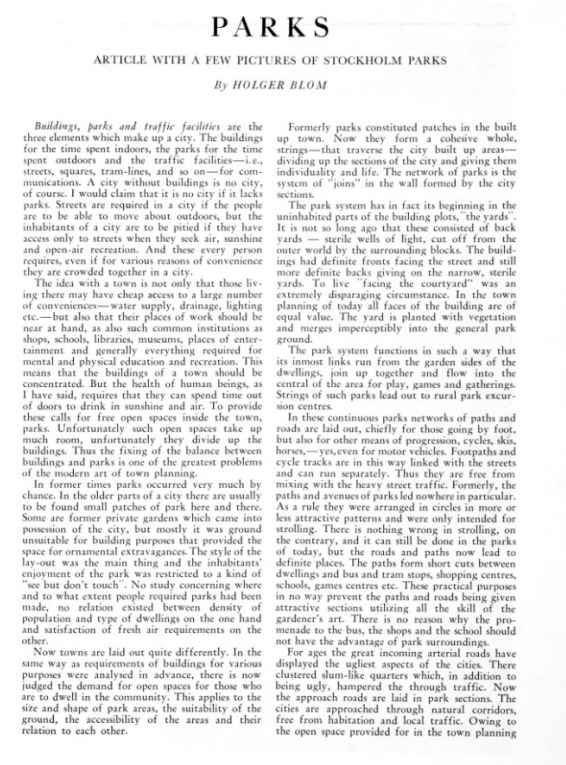 PARKS
ARTICLE WITH A FEW PICTURES OF STOCKHOLM PARKS
By HOLGER BLOM
Buildings, parks and traffic facilities are the
three elements which make up a city. The buildings
for the time spent indoors, the parks for the time
spent outdoors and the traffic facilities—i.e.,
streets, squares, tram-lines, and so on—for com-
munications. A city without buildings is no city,
of course. I would claim that it is no city if it lacks
parks. Streets are required in a city if the people
are to be able to move about outdoors, but the
inhabitants of a city are to be pitied if they have
access only to streets when they seek air, sunshine
and open-air recreation. And these every person
requires, even if for various reasons of convenience
they are crowded together in a city.
The idea with a town is not only that those liv-
ing there may have cheap access to a large number
of conveniences—water supply, drainage, lighting
etc.—but also that their places of work should be
near at hand, as also such common institutions as
shops, schools, libraries, museums, places of enter-
tainment and generally everything required for
mental and physical education and recreation. This
means that the buildings of a town should be
concentrated. But the health of human beings, as
I have said, requires that they can spend time out
of doors to drink in sunshine and air. To provide
these calls for free open spaces inside the town,
parks. Unfortunately such open spaces take up
much room, unfortunately they divide up the
buildings. Thus the fixing of the balance between
buildings and parks is one of the greatest problems
of the modern art of town planning.
In former times parks occurred very much by
chance. In the older parts of a city there are usually
to be found small patches of park here and there.
Some are former private gardens which came into
possession of the city, but mostly it was ground
unsuitable for building purposes that provided the
space for ornamental extravagances. The style of the
lay-out was the main thing and the inhabitants'
enjoyment of the park was restricted to a kind of
"see but don't touch". No study concerning where
and to what extent people required parks had been
made, no relation existed between density of
population and type of dwellings on the one hand
and satisfaction of fresh air requirements on the
other.
Now towns are laid out quite differently. In the
same way as requirements of buildings for various
purposes were analysed in advance, there is now
judged the demand for open spaces for those who
are to dwell in the community. This applies to the
size and shape of park areas, the suitability of the
ground, the accessibility of the areas and their
relation to each other.
Formerly parks constituted patches in the built
up town. Now they form a cohesive whole,
strings—that traverse the city built up areas—
dividing up the sections of the city and giving them
individuality and life. The network of parks is the
system of "joins" in the wall formed by the city
sections.
The park system has in fact its beginning in the
uninhabited parts of the building plots, "the yards".
It is not so long ago that these consisted of back
yards — sterile wells of light, cut off from the
outer world by the surrounding blocks. The build-
ings had definite fronts facing the street and still
more definite backs giving on the narrow, sterile
yards. To live "facing the courtyard" was an
extremely disparaging circumstance. In the town
planning of today all faces of the building are of
equal value. The yard is planted with vegetation
and merges imperceptibly into the general park
ground.
The park system functions in such a way that
its inmost links run from the garden sides of the
dwellings, join up together and flow into the
central of the area for play, games and gatherings.
Strings of such parks lead out to rural park excur-
sion centres.
In these continuous parks networks of paths and
roads are laid out, chiefly for those going by foot,
but also for other means of progression, cycles, skis,
horses,—yes, even for motor vehicles. Footpaths and
cycle tracks are in this way linked with the streets
and can run separately. Thus they are free from
mixing with the heavy street traffic. Formerly, the
paths and avenues of parks led nowhere in particular.
As a rule they were arranged in circles in more or
less attractive patterns and were only intended for
strolling. There is nothing wrong in strolling, on
the contrary, and it can still be done in the parks
of today, but the roads and paths now lead to
definite places. The paths form short cuts between
dwellings and bus and tram stops, shopping centres,
schools, games centres etc. These practical purposes
in no way prevent the paths and roads being given
attractive sections utilizing all the skill of the
gardener's art. There is no reason why the pro-
menade to the bus, the shops and the school should
not have the advantage of park surroundings.
For ages the great incoming arterial roads have
displayed the ugliest aspects of the cities. There
clustered slum-like quarters which, in addition to
being ugly, hampered the through traffic. Now
the approach roads are laid in park sections. The
cities are approached through natural corridors,
free from habitation and local traffic. Owing to
the open space provided for in the town planning